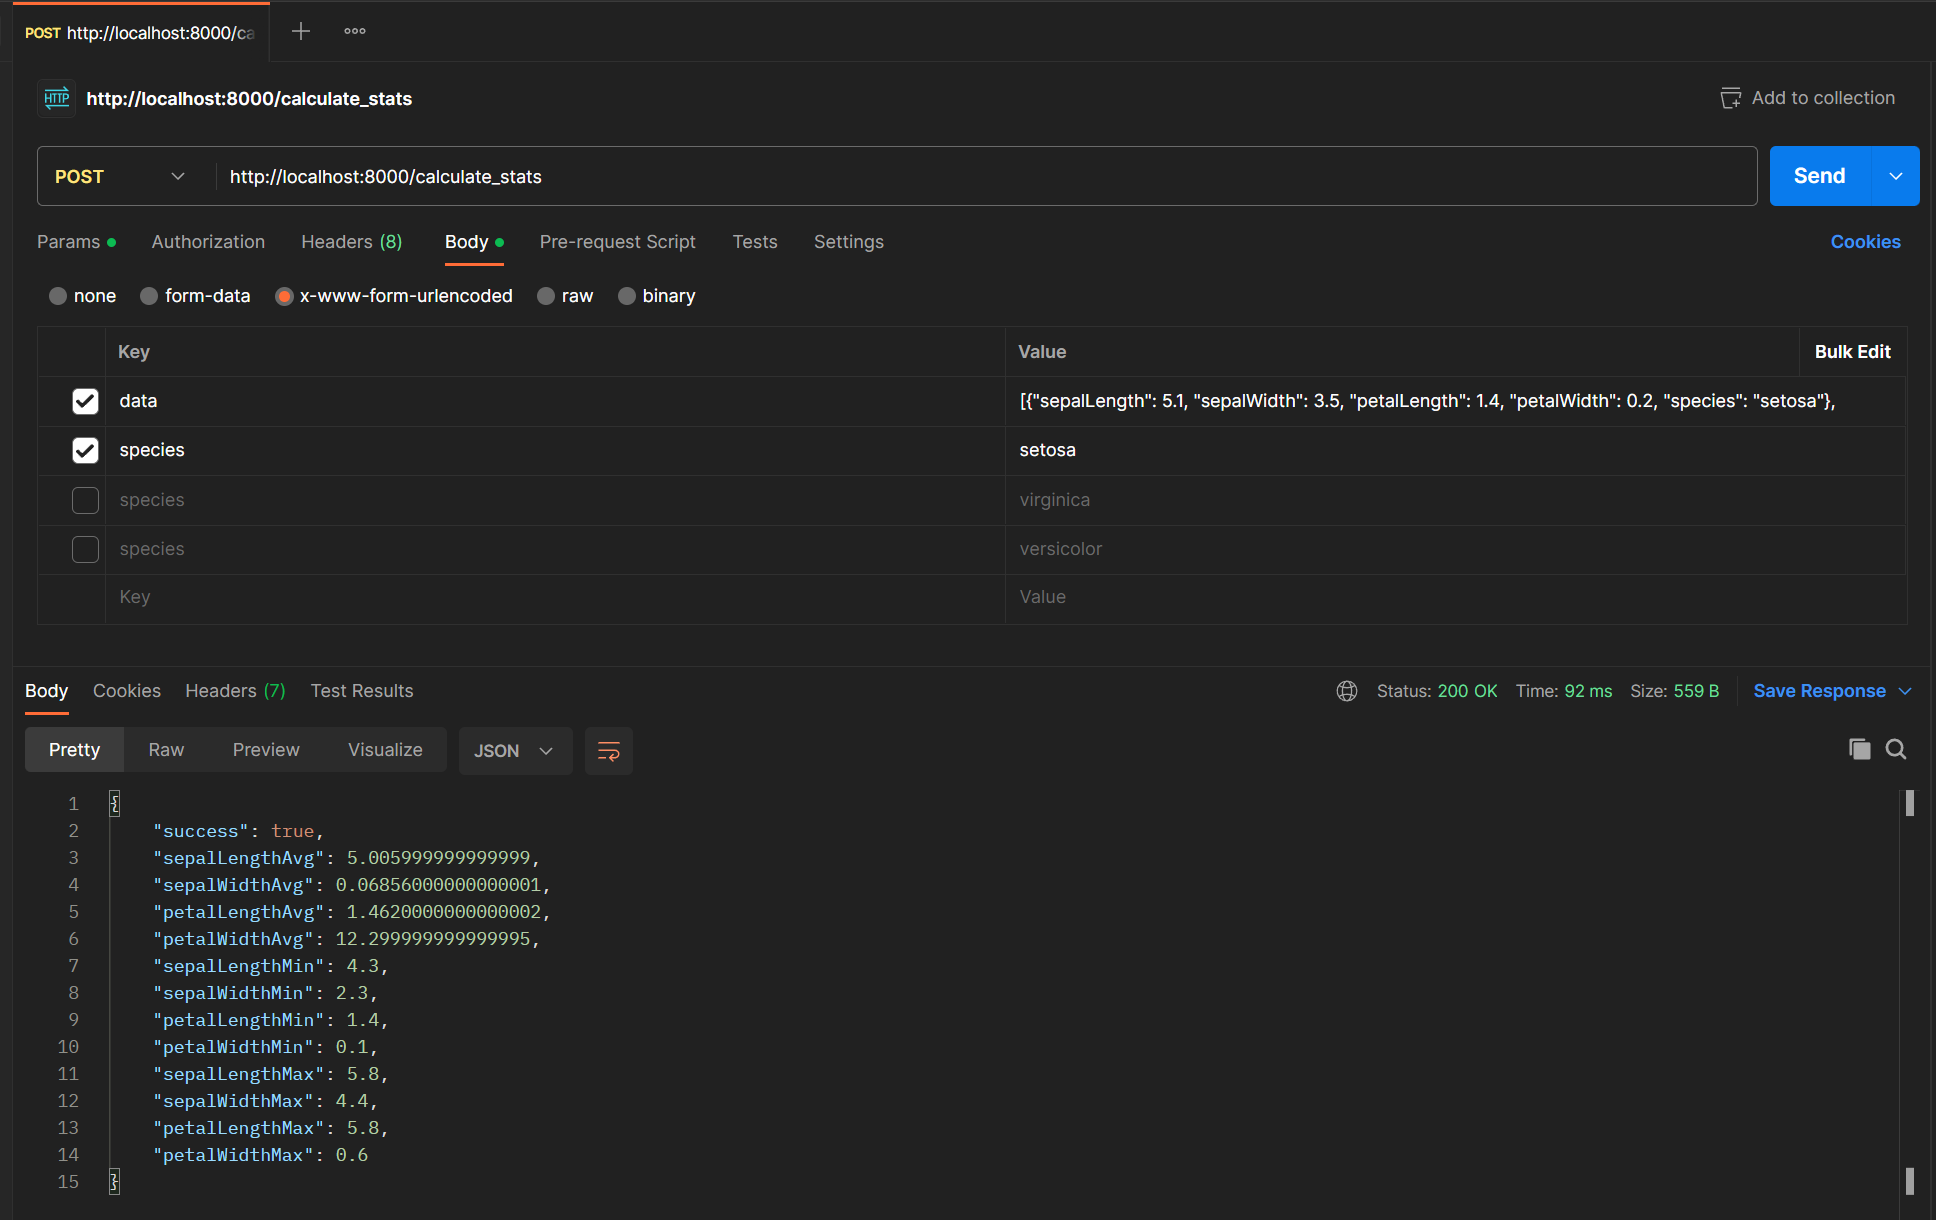 POST http://localhost:8000/ca
HTTP http://localhost:8000/calculate_stats Add to collection
POST http://localhost:8000/calculate_stats Send
Params Authorization Headers (8) Body Pre-request Script Tests Settings Cookies
none form-data x-www-form-urlencoded raw binary
Key Value Bulk Edit
data [{"sepalLength": 5.1, "sepalWidth": 3.5, "petalLength": 1.4, "petalWidth": 0.2, "species": "setosa"},
species setosa
species virginica
species versicolor
Key Value
Body Cookies Headers (7) Test Results Status: 200 OK Time: 92 ms Size: 559 B Save Response
Pretty Raw Preview Visualize JSON
1 {
2 "success": true,
3 "sepalLengthAvg": 5.005999999999999,
4 "sepalWidthAvg": 0.06856000000000001,
5 "petalLengthAvg": 1.4620000000000002,
6 "petalWidthAvg": 12.299999999999995,
7 "sepalLengthMin": 4.3,
8 "sepalWidthMin": 2.3,
9 "petalLengthMin": 1.4,
10 "petalWidthMin": 0.1,
11 "sepalLengthMax": 5.8,
12 "sepalWidthMax": 4.4,
13 "petalLengthMax": 5.8,
14 "petalWidthMax": 0.6
15 }